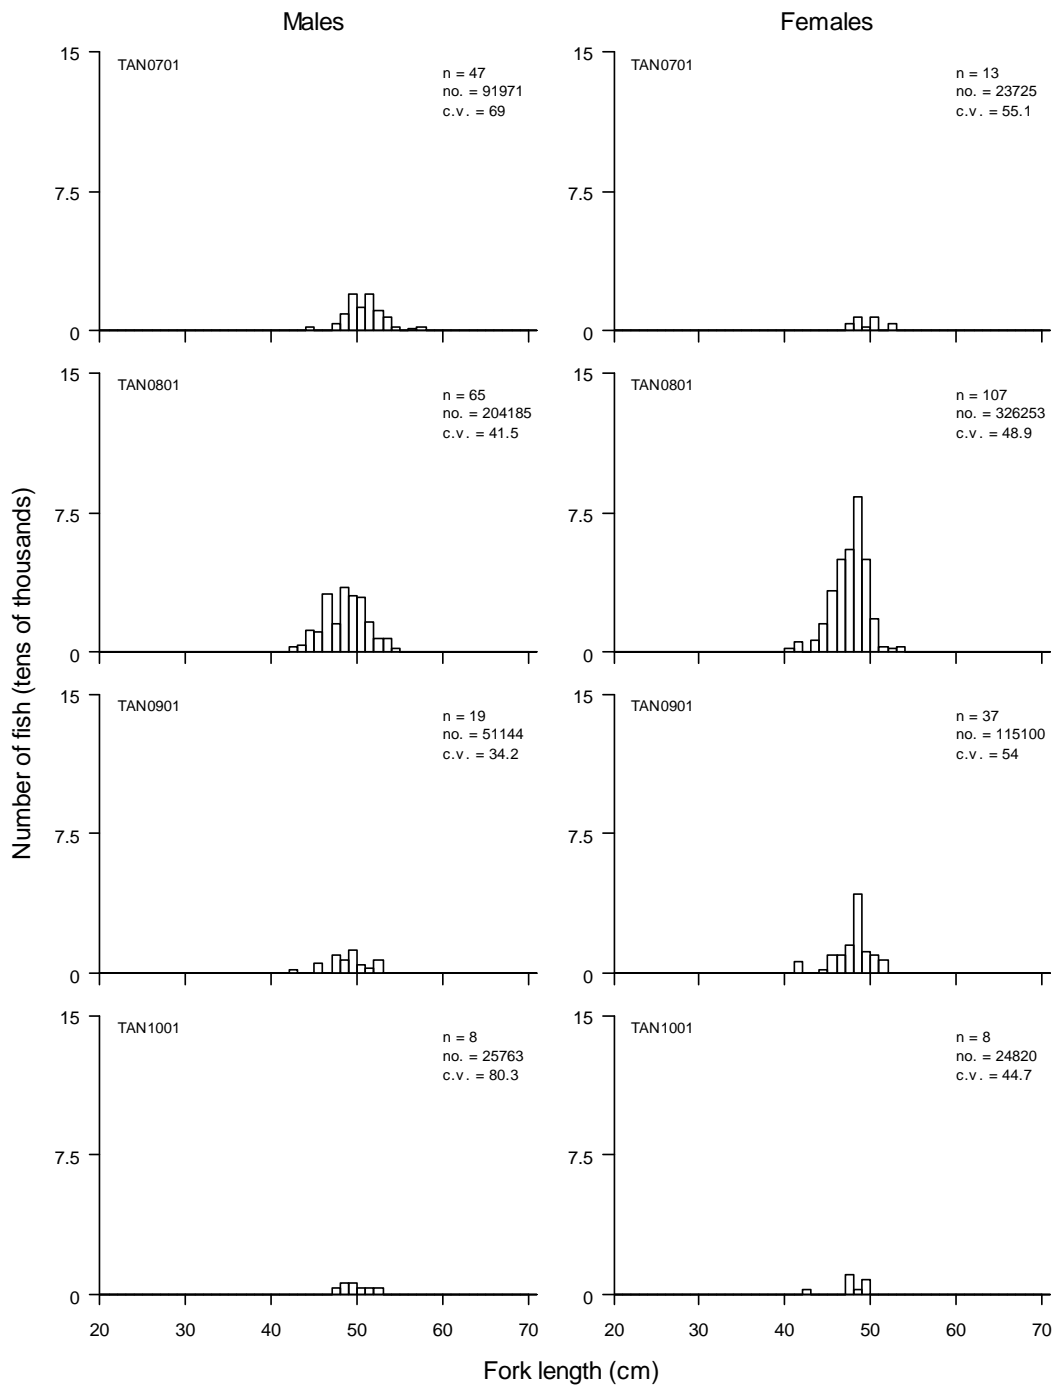 Males
Females
Number of fish (tens of thousands)
15
7.5
0
TAN0701
n = 47
no. = 91971
c.v. = 69
15
7.5
0
TAN0701
n = 13
no. = 23725
c.v. = 55.1
20
30
40
50
60
70
15
7.5
0
TAN0801
n = 65
no. = 204185
c.v. = 41.5
15
7.5
0
TAN0801
n = 107
no. = 326253
c.v. = 48.9
15
7.5
0
TAN0901
n = 19
no. = 51144
c.v. = 34.2
15
7.5
0
TAN0901
n = 37
no. = 115100
c.v. = 54
15
7.5
0
TAN1001
n = 8
no. = 25763
c.v. = 80.3
15
7.5
0
TAN1001
n = 8
no. = 24820
c.v. = 44.7
20 30 40 50 60 70
Fork length (cm)